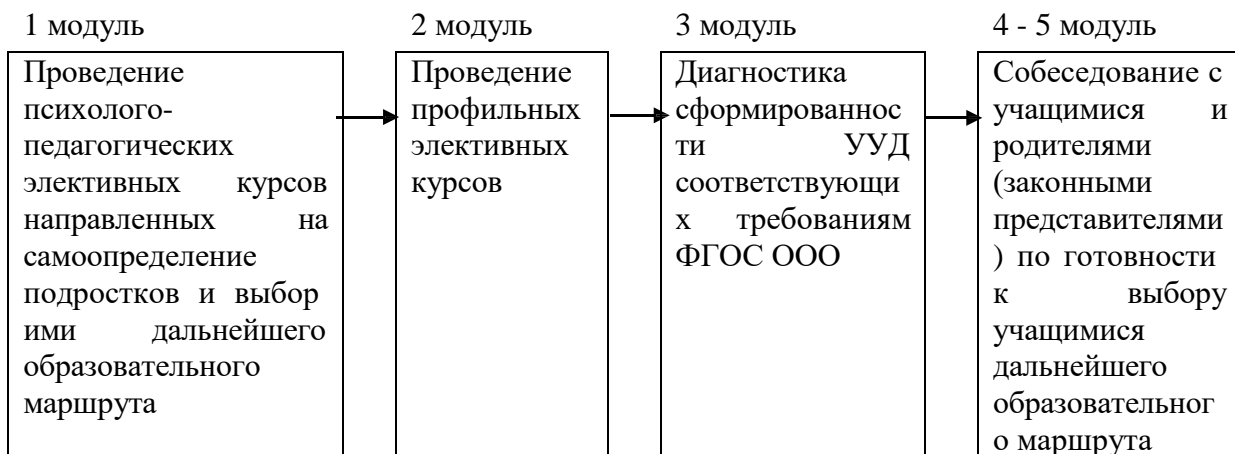 1 модуль
2 модуль
3 модуль
4 - 5 модуль
Проведение
психолого-
педагогических
элективных курсов
направленных на
самоопределение
подростков и выбор
ими дальнейшего
образовательного
маршрута
Проведение
профильных
элективных
курсов
Диагностика
сформированнос
ти УУД
соответствующи
х требованиям
ФГОС ООО
Собеседование с
учащимися и
родителями
(законными
представителями
) по готовности
к выбору
учащимися
дальнейшего
образовательног
о маршрута